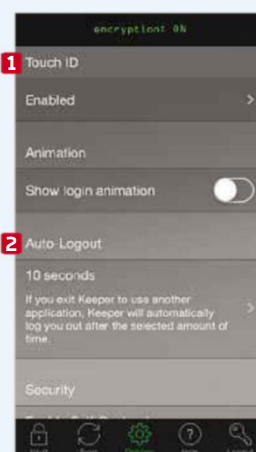 encryption: ON
1 Touch ID
Enabled
Animation
Show login animation
2 Auto-Logout
10 seconds
If you exit Keeper to use another
application, Keeper will automatically
log you out after the selected amount of
time.
Security